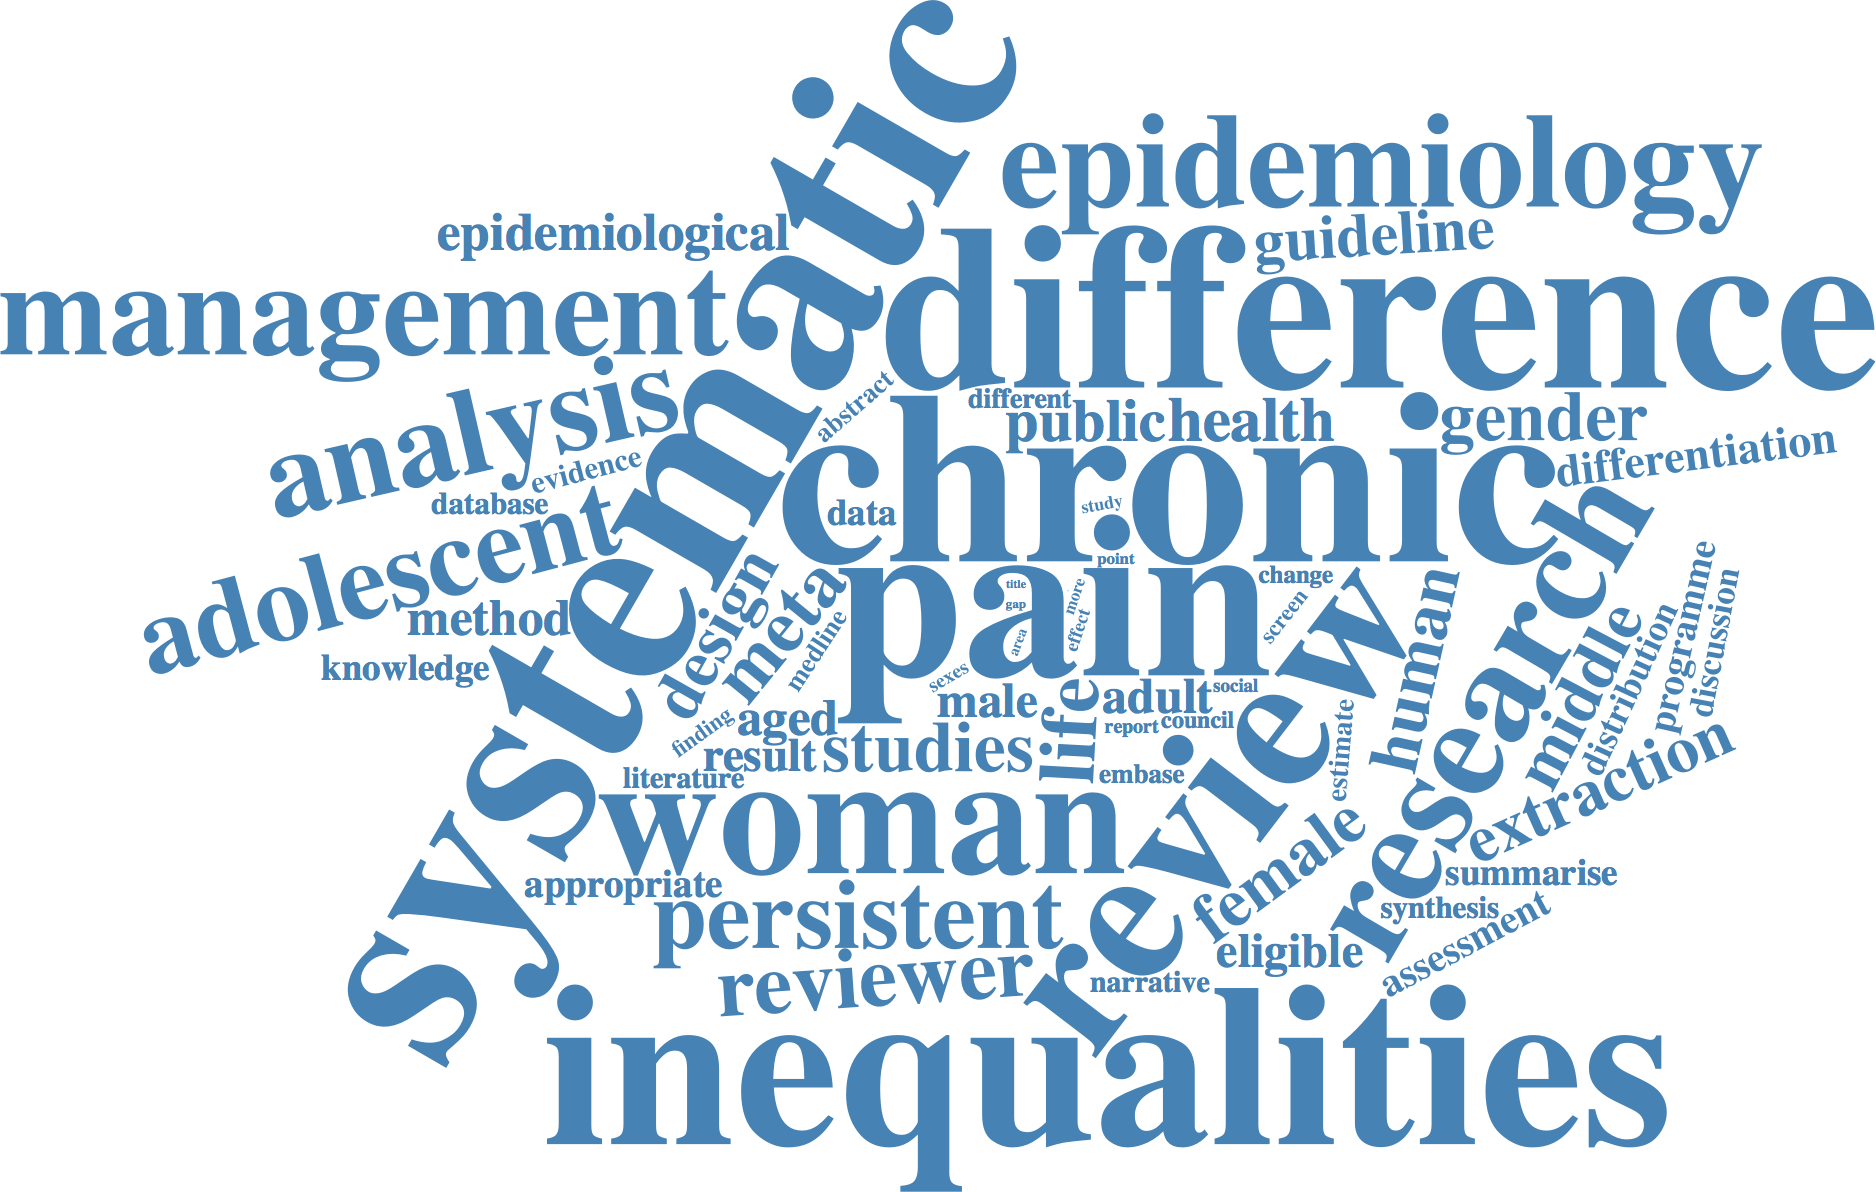 systematic
epidemiology
epidemiological
guideline
difference
management
analysis
abstract
different
publichealth
gender
differentiation
evidence
database
chronic
data
study
adolescent
research
point
pain
title
gap
more
area
effect
change
screen
method
design
meta
medline
knowledge
human
middle
distribution
programme
discussion
sexes
male
life
adult
social
report
council
finding
aged
result
studies
literature
embase
review
estimate
extraction
woman
female
appropriate
summarise
persistent
synthesis
eligible
assessment
reviewer
narrative
inequalities